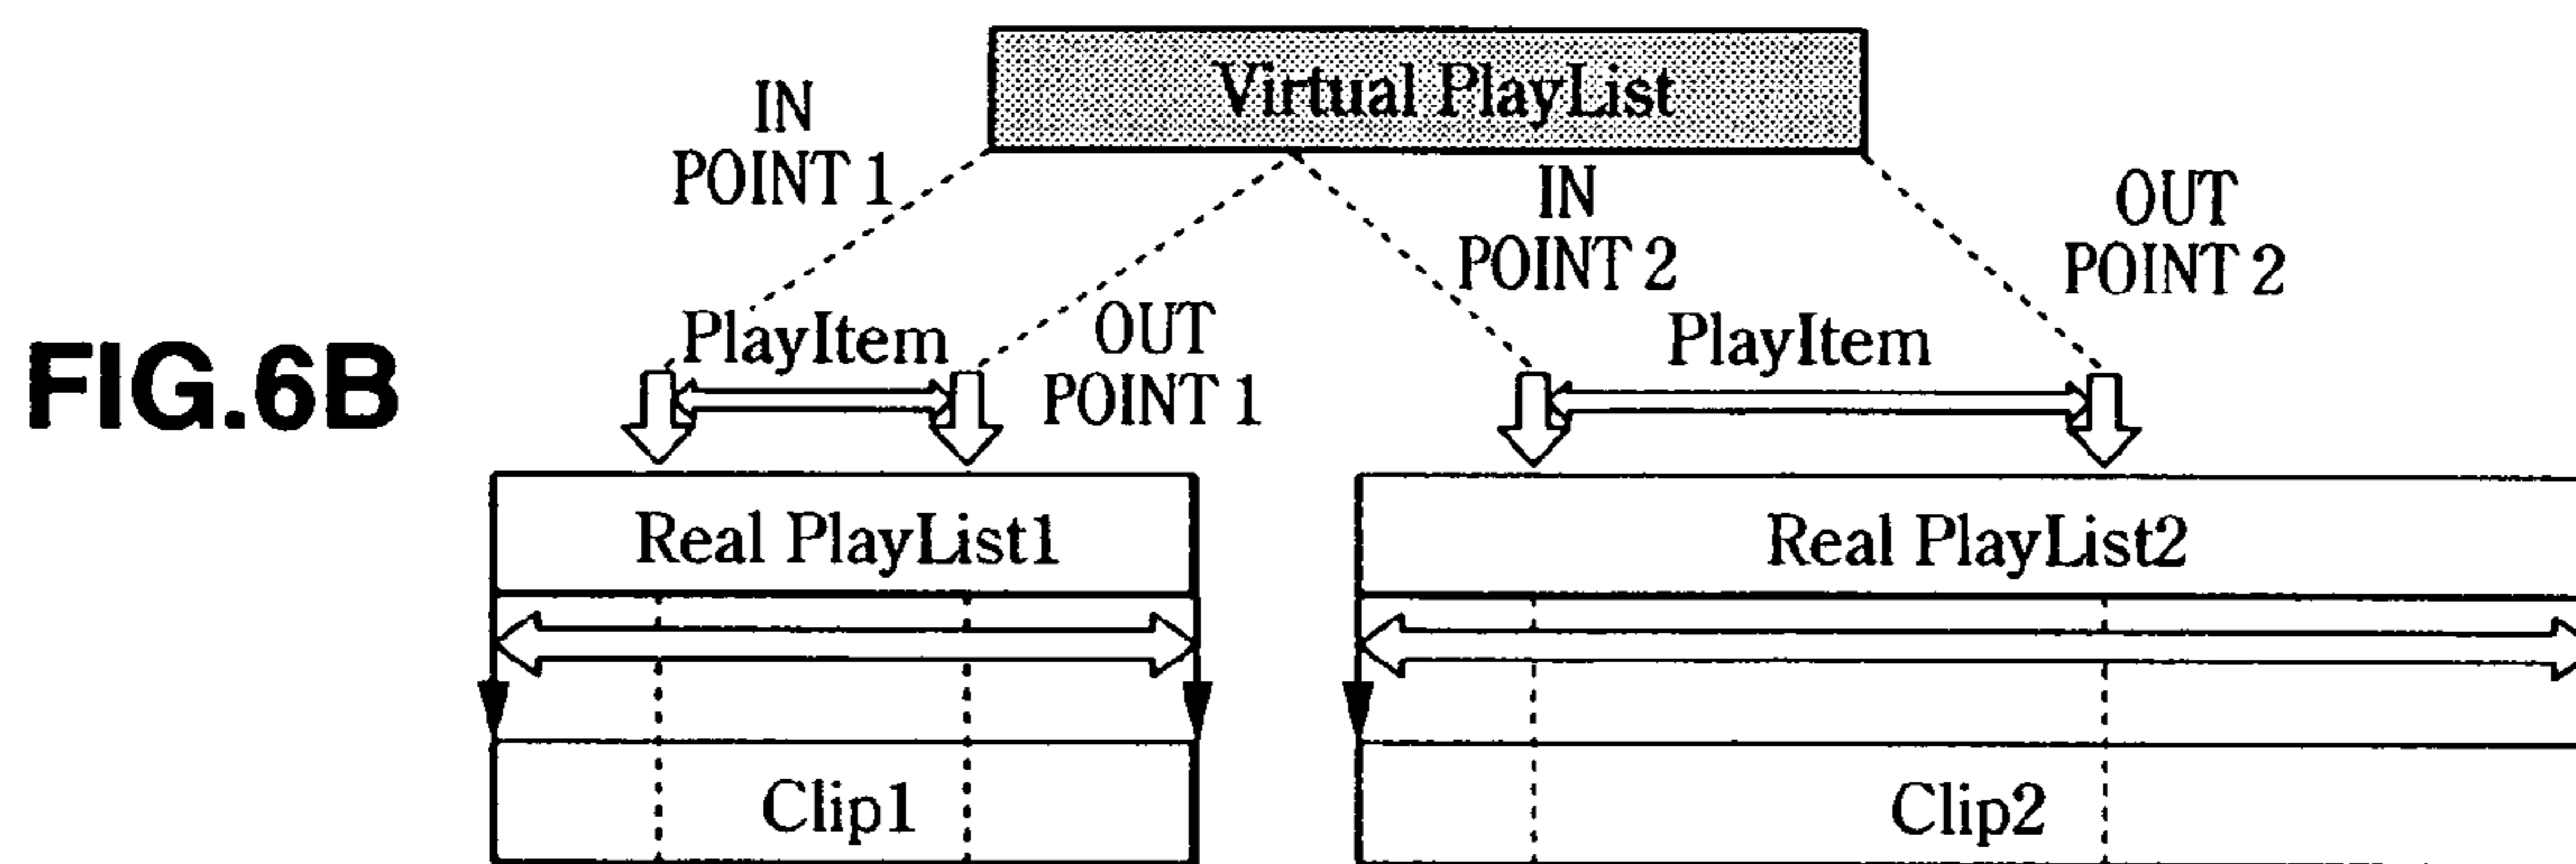 Virtual PlayList
IN
POINT 1
IN
POINT 2
OUT
POINT 2
FIG.6B
PlayItem
OUT
POINT 1
PlayItem
Real PlayList1
Real PlayList2
Clip1
Clip2